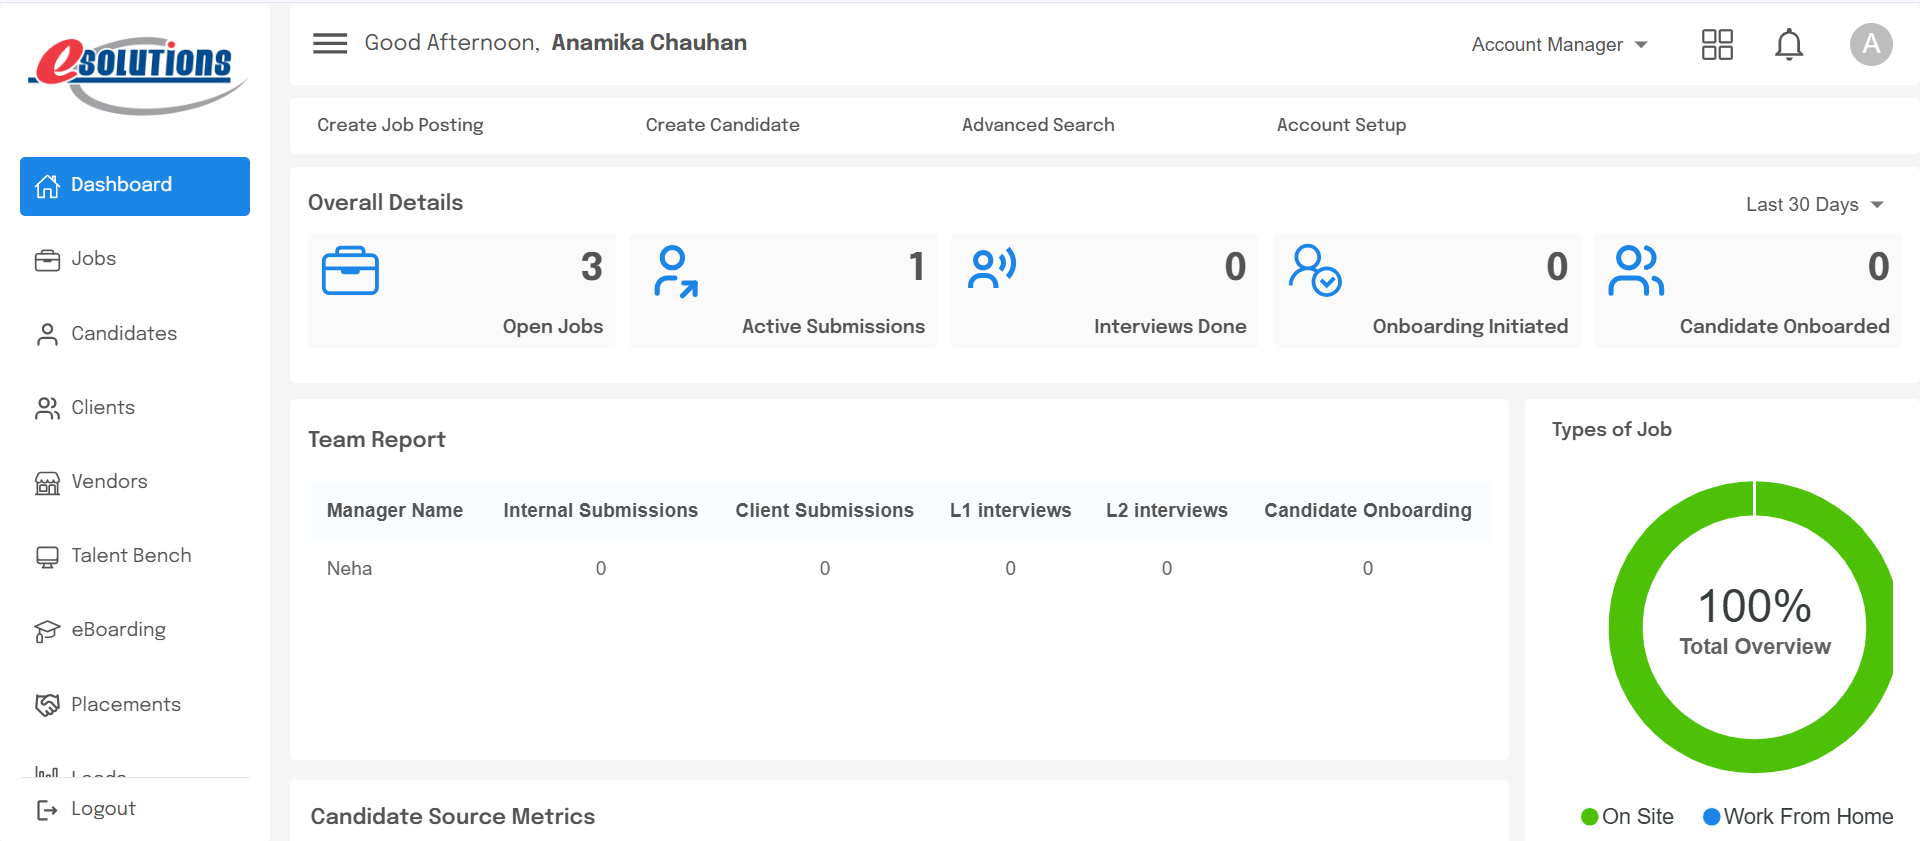 eSOLUTIONS
Good Afternoon, Anamika Chauhan
Account Manager
A
Create Job Posting
Create Candidate
Advanced Search
Account Setup
Dashboard
Jobs
Candidates
Clients
Vendors
Talent Bench
eBoarding
Placements
Leads
Logout
Overall Details
Last 30 Days
3
Open Jobs
1
Active Submissions
0
Interviews Done
0
Onboarding Initiated
0
Candidate Onboarded
Team Report
Manager Name Internal Submissions Client Submissions L1 interviews L2 interviews Candidate Onboarding
Neha 0 0 0 0 0
Candidate Source Metrics
Types of Job
100%
Total Overview
On Site Work From Home